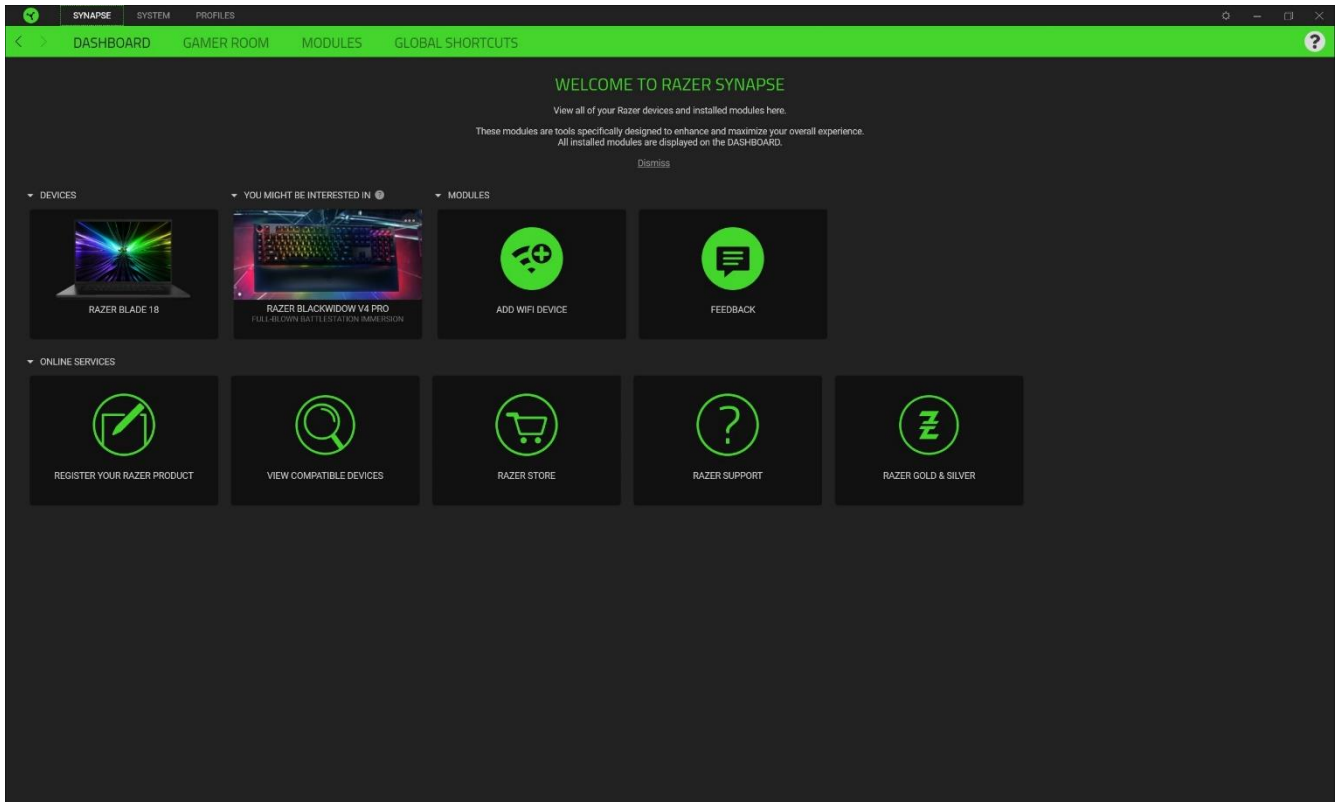 SYNAPSE SYSTEM PROFILES
DASHBOARD GAMER ROOM MODULES GLOBAL SHORTCUTS ?
WELCOME TO RAZER SYNAPSE
View all of your Razer devices and installed modules here.
These modules are tools specifically designed to enhance and maximize your overall experience.
All installed modules are displayed on the DASHBOARD.
Dismiss
DEVICES
YOU MIGHT BE INTERESTED IN ?
MODULES
RAZER BLADE 18
RAZER BLACKWIDOW V4 PRO
FULL-BLOWN BATTLESTATION IMMERSION
ADD WIFI DEVICE
FEEDBACK
ONLINE SERVICES
REGISTER YOUR RAZER PRODUCT
VIEW COMPATIBLE DEVICES
RAZER STORE
RAZER SUPPORT
RAZER GOLD & SILVER